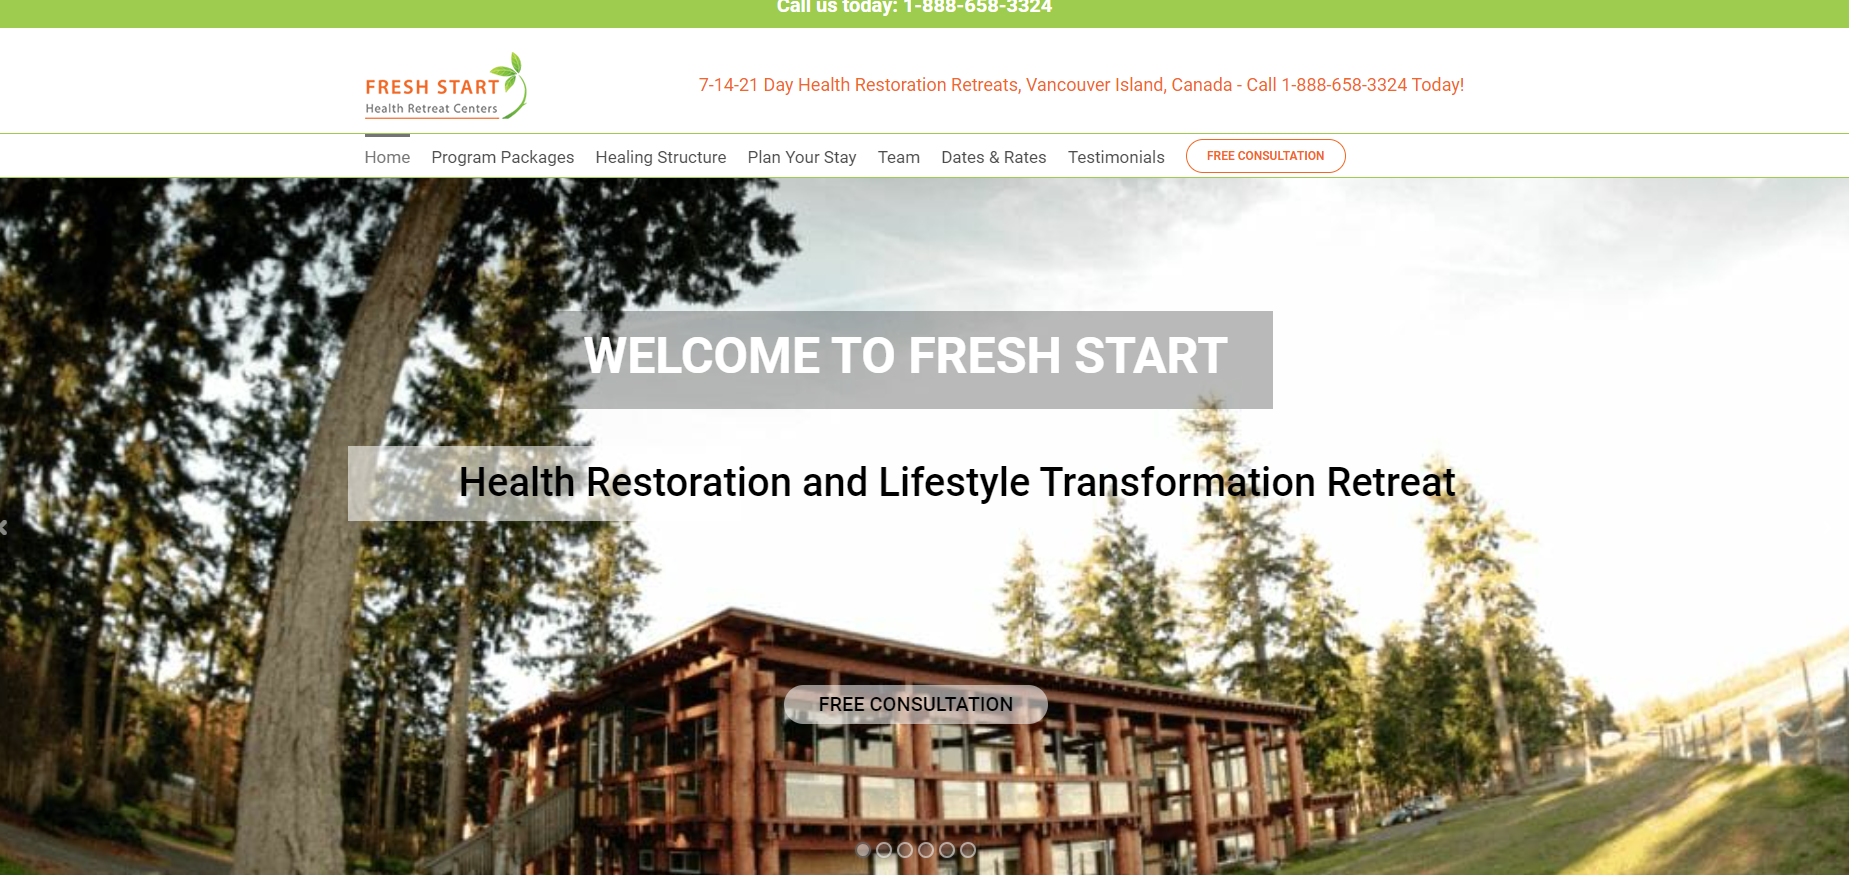 Call us today: 1-888-658-3324
FRESH START
Health Retreat Centers
7-14-21 Day Health Restoration Retreats, Vancouver Island, Canada - Call 1-888-658-3324 Today!
Home Program Packages Healing Structure Plan Your Stay Team Dates & Rates Testimonials FREE CONSULTATION
WELCOME TO FRESH START
Health Restoration and Lifestyle Transformation Retreat
FREE CONSULTATION